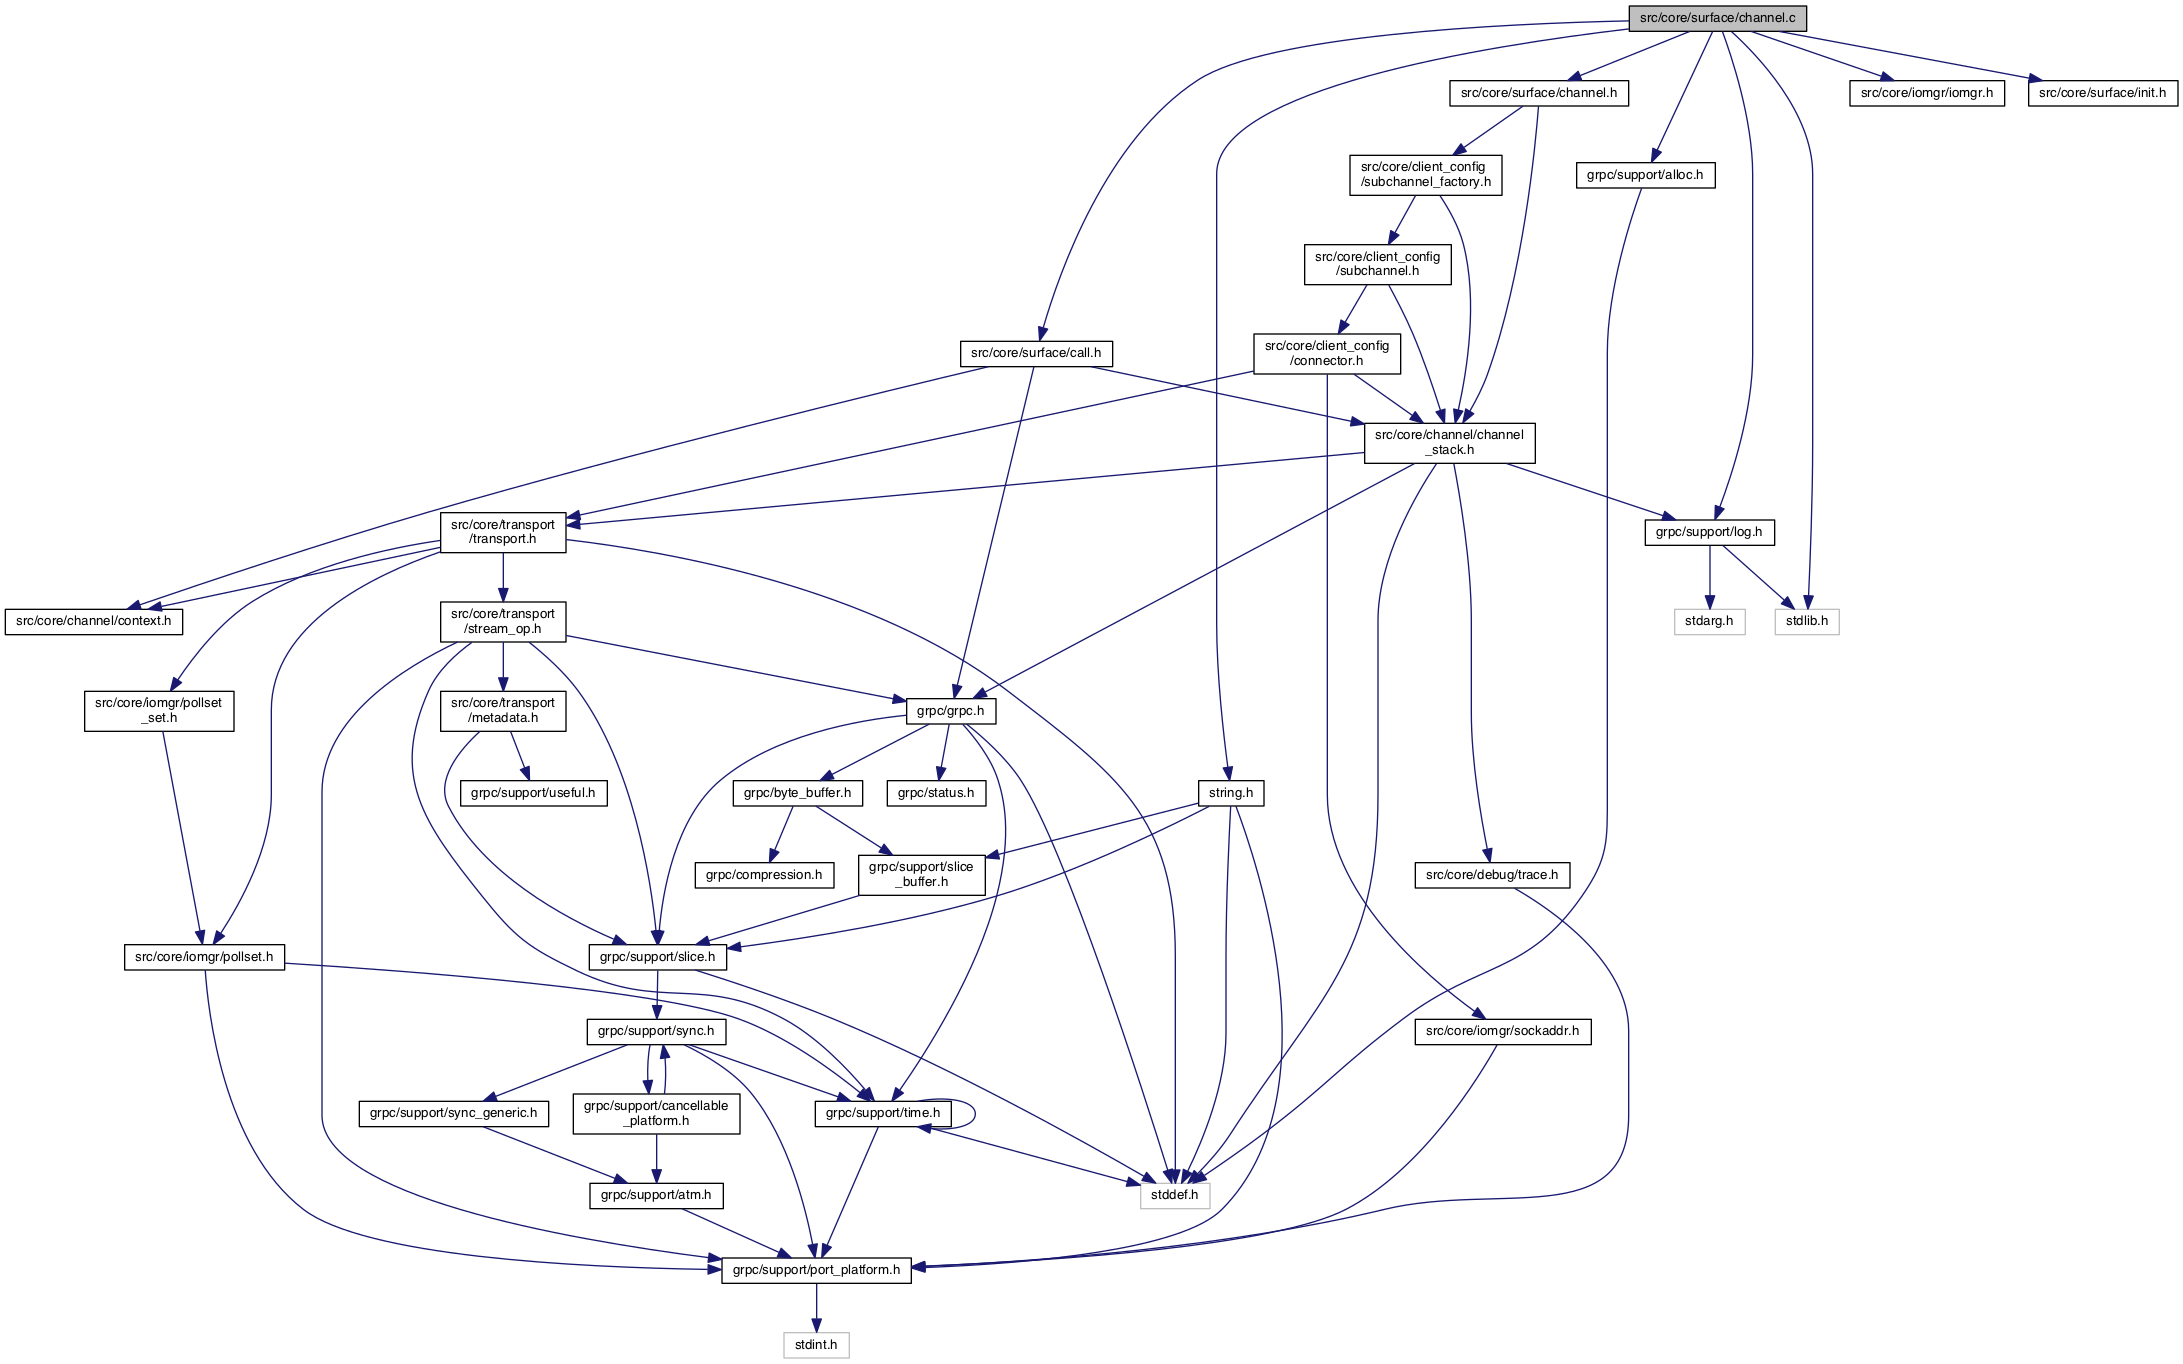 src/core/surface/channel.c
src/core/surface/channel.h
src/core/iomgr/iomgr.h
src/core/surface/init.h
src/core/client_config
/subchannel_factory.h
grpc/support/alloc.h
src/core/client_config
/subchannel.h
src/core/surface/call.h
src/core/client_config
/connector.h
src/core/channel/channel
_stack.h
src/core/transport
/transport.h
grpc/support/log.h
src/core/channel/context.h
src/core/transport
/stream_op.h
stdarg.h
stdlib.h
src/core/iomgr/pollset
_set.h
src/core/transport
/metadata.h
grpc/grpc.h
grpc/support/useful.h
grpc/byte_buffer.h
grpc/status.h
string.h
grpc/compression.h
grpc/support/slice
_buffer.h
src/core/debug/trace.h
src/core/iomgr/pollset.h
grpc/support/slice.h
grpc/support/sync.h
src/core/iomgr/sockaddr.h
grpc/support/sync_generic.h
grpc/support/cancellable
_platform.h
grpc/support/time.h
grpc/support/atm.h
stddef.h
grpc/support/port_platform.h
stdint.h